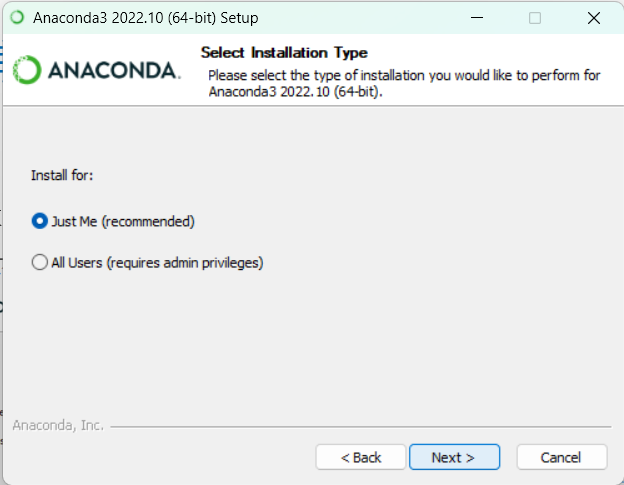 Anaconda3 2022.10 (64-bit) Setup
ANACONDA.
Select Installation Type
Please select the type of installation you would like to perform for
Anaconda3 2022.10 (64-bit).
Install for:
Just Me (recommended)
All Users (requires admin privileges)
Anaconda, Inc.
< Back
Next >
Cancel